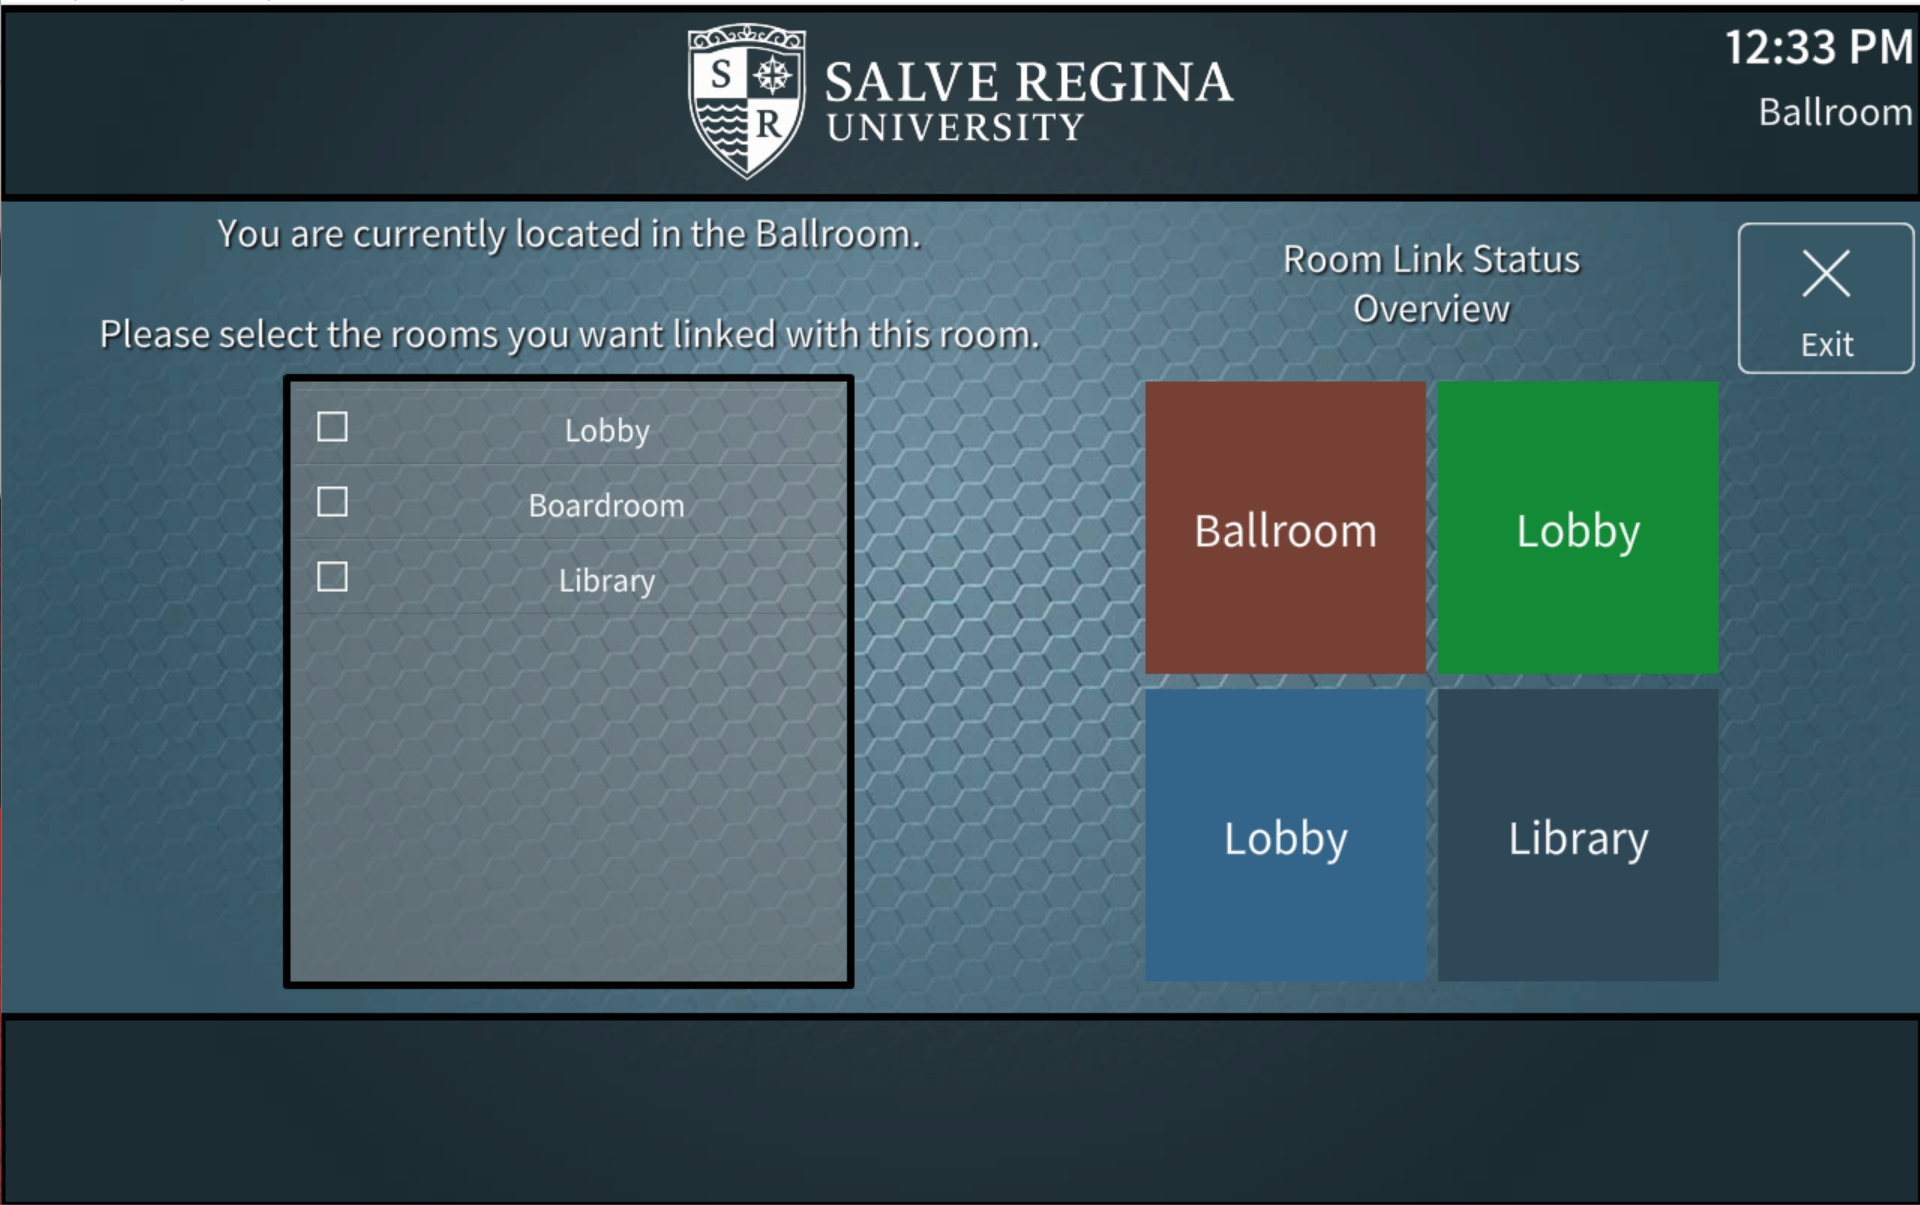 S
R
SALVE REGINA
UNIVERSITY
12:33 PM
Ballroom
You are currently located in the Ballroom.
Please select the rooms you want linked with this room.
Lobby
Boardroom
Library
Room Link Status
Overview
Exit
Ballroom
Lobby
Lobby
Library